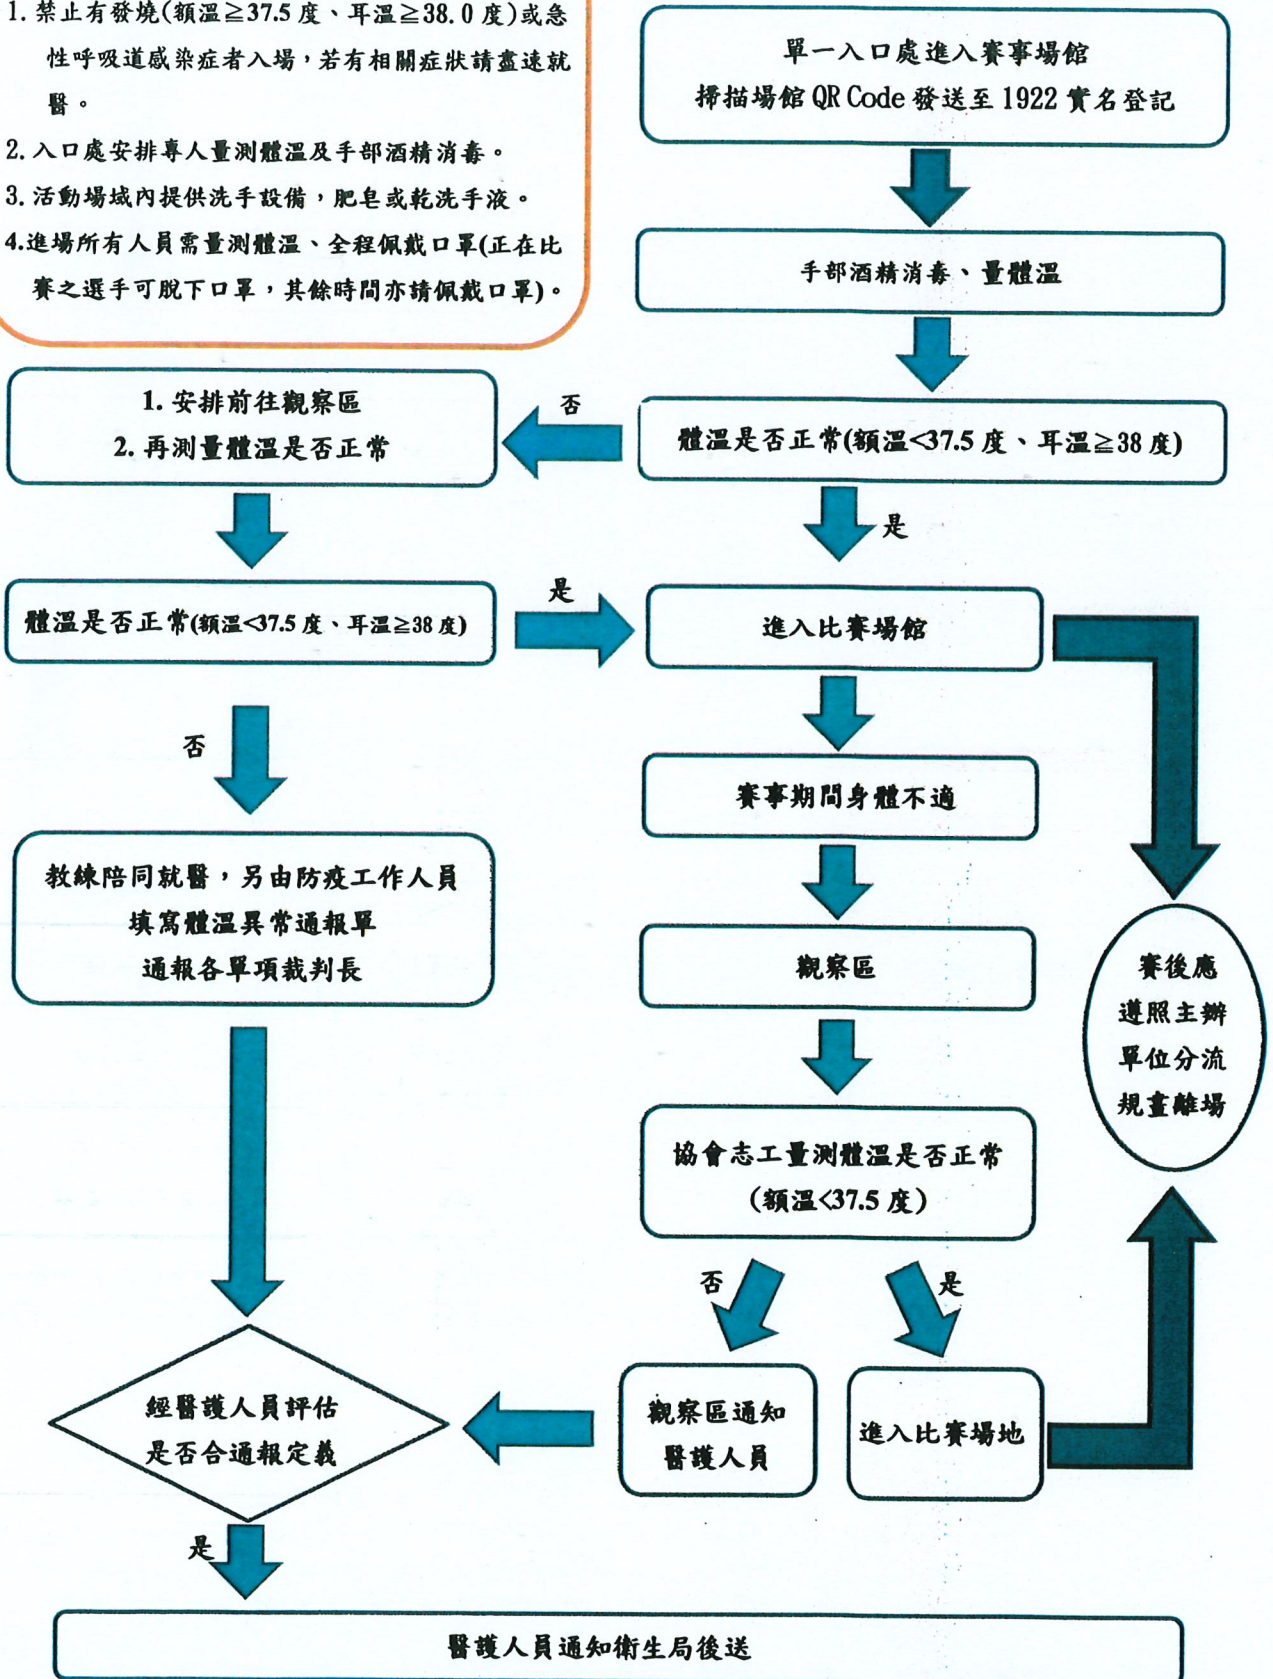 1. 禁止有發燒(額溫≧37.5 度、耳溫≧38.0 度)或急
性呼吸道感染症者入場，若有相關症狀請盡速就
醫。
2. 入口處安排專人量測體溫及手部酒精消毒。
3. 活動場域內提供洗手設備，肥皂或乾洗手液。
4.進場所有人員需量測體溫、全程佩戴口罩(正在比
賽之選手可脫下口罩，其餘時間亦請佩戴口罩)。
單一入口處進入賽事場館
掃描場館 QR Code 發送至 1922 實名登記
手部酒精消毒、量體溫
體溫是否正常(額溫<37.5 度、耳溫≧38 度)
否
1. 安排前往觀察區
2. 再測量體溫是否正常
是
體溫是否正常(額溫<37.5 度、耳溫≧38 度)
是
進入比賽場館
否
賽事期間身體不適
教練陪同就醫，另由防疫工作人員
填寫體溫異常通報單
通報各單項裁判長
觀察區
賽後應
遵照主辦
單位分流
規畫離場
協會志工量測體溫是否正常
(額溫<37.5 度)
否
是
觀察區通知
醫護人員
進入比賽場地
經醫護人員評估
是否合通報定義
是
醫護人員通知衛生局後送